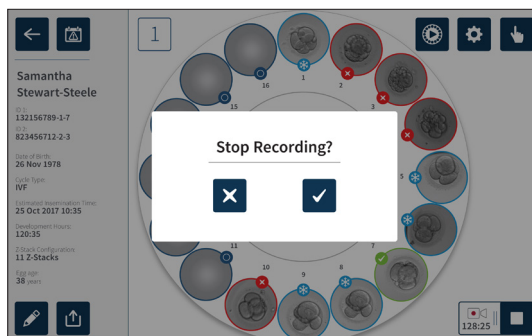 1
Samantha
Stewart-Steele
ID 1:
132156789-1-7
ID 2:
823456712-2-3
Date of Birth:
26 Nov 1978
Cycle Type:
IVF
Estimated Insemination Time:
25 Oct 2017 10:35
Development Hours:
120:35
Z-Stack Configuration:
11 Z-Stacks
Egg Age:
38 years
16
1
2
15
3
Stop Recording?
5
11
7
10
9
8
128:25